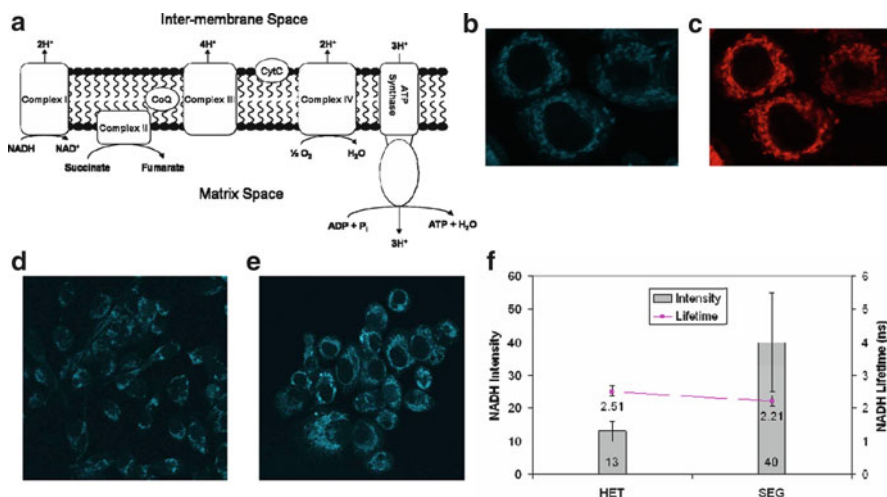 a
Inter-membrane Space
2H⁺
4H⁺
2H⁺
3H⁺
CytC
Complex I
CoQ
Complex III
Complex IV
ATP Synthase
Complex II
NADH
NAD⁺
Succinate
Fumarate
½ O₂
H₂O
Matrix Space
ADP + Pᵢ
ATP + H₂O
3H⁺
b
c
d
e
f
NADH Intensity
60
50
40
30
20
10
0
Intensity
Lifetime
2.51
2.21
13
40
HET
SEG
6
5
4
3
2
1
0
NADH Lifetime (ns)